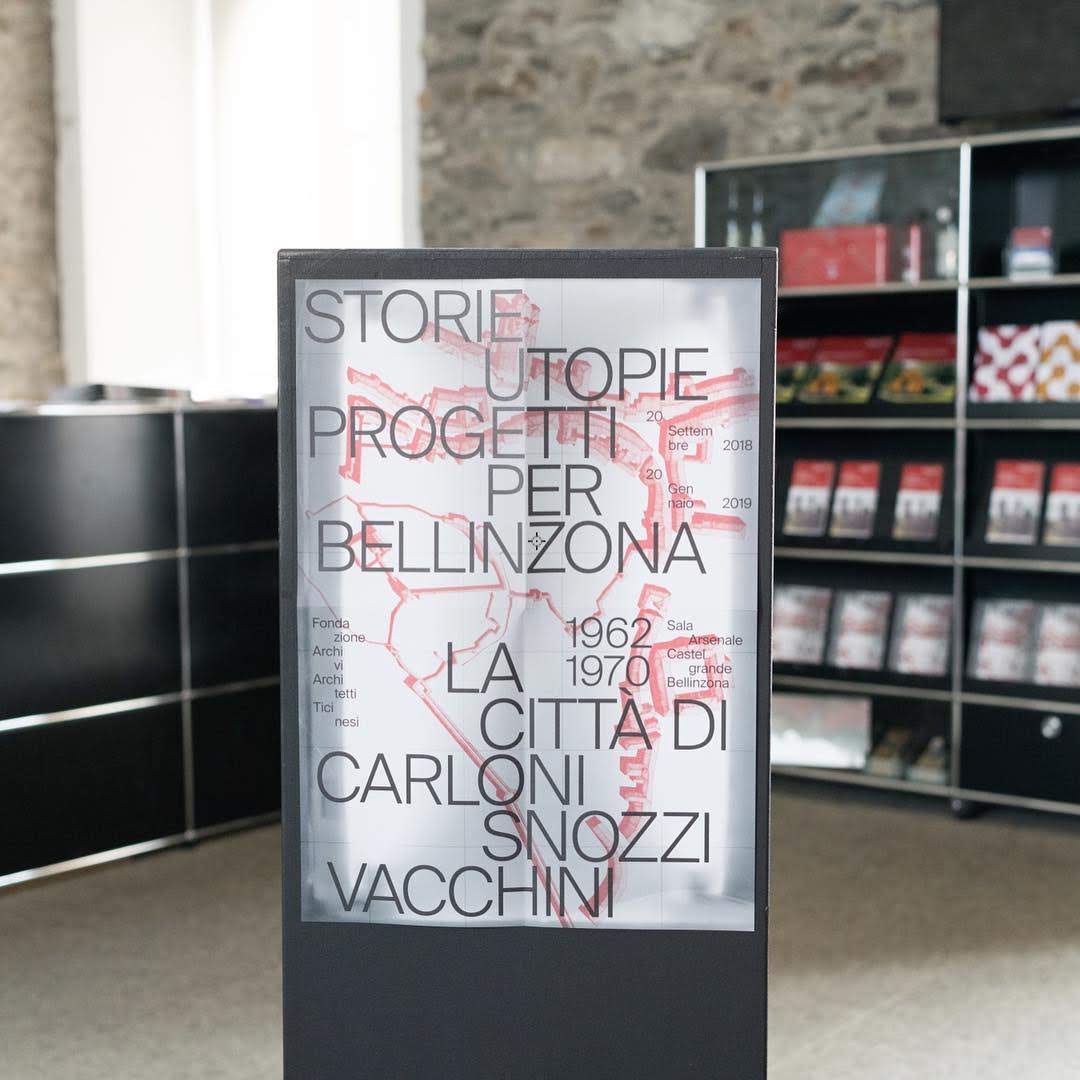 STORIE
UTOPIE
PROGETTI
20
Settem
bre 2018
PER
20
Gen
naio 2019
BELLINZONA
Fonda
zione
Archi
vi
Archi
tetti
Tici
nesi
1962
1970
Sala
Arsenale
Castel
grande
Bellinzona
LA
CITTÀ DI
CARLONI
SNOZZI
VACCHINI